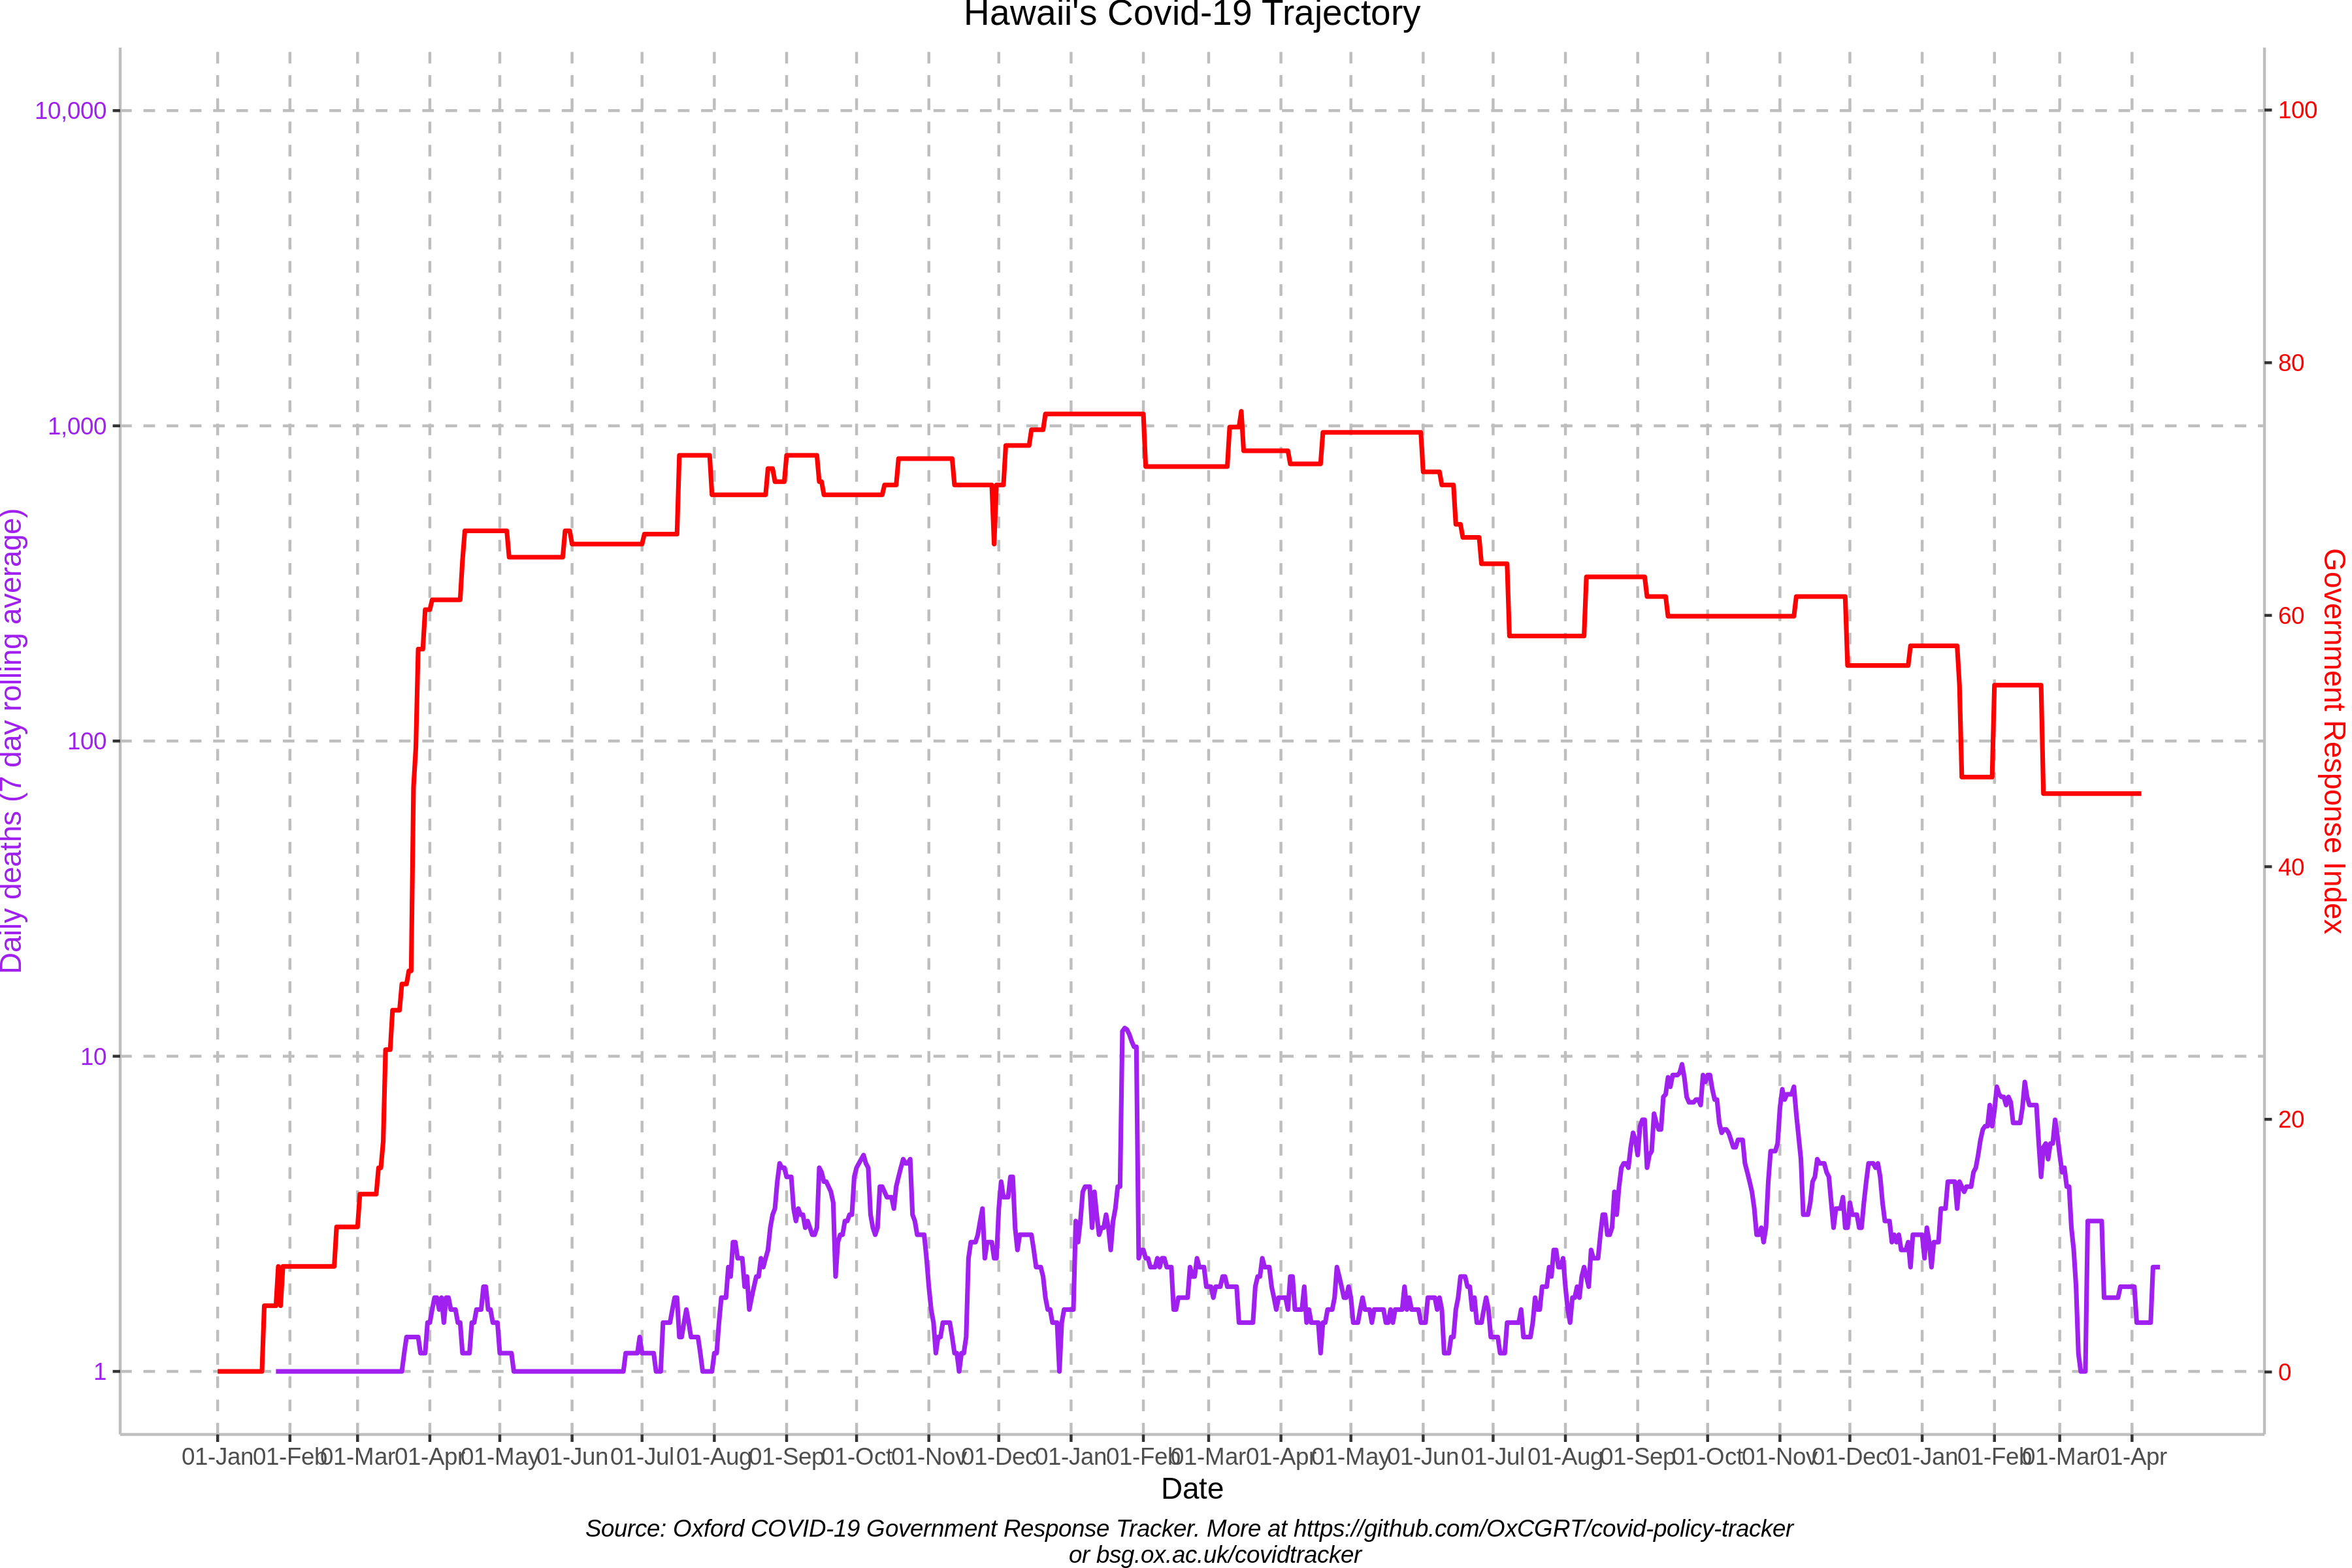 Hawaii's Covid-19 Trajectory
10,000
1,000
100
10
1
Daily deaths (7 day rolling average)
100
80
60
40
20
0
Government Response Index
01-Jan 01-Feb 01-Mar 01-Apr 01-May 01-Jun 01-Jul 01-Aug 01-Sep 01-Oct 01-Nov 01-Dec 01-Jan 01-Feb 01-Mar 01-Apr 01-May 01-Jun 01-Jul 01-Aug 01-Sep 01-Oct 01-Nov 01-Dec 01-Jan 01-Feb 01-Mar 01-Apr
Date
Source: Oxford COVID-19 Government Response Tracker. More at https://github.com/OxCGRT/covid-policy-tracker
or bsg.ox.ac.uk/covidtracker